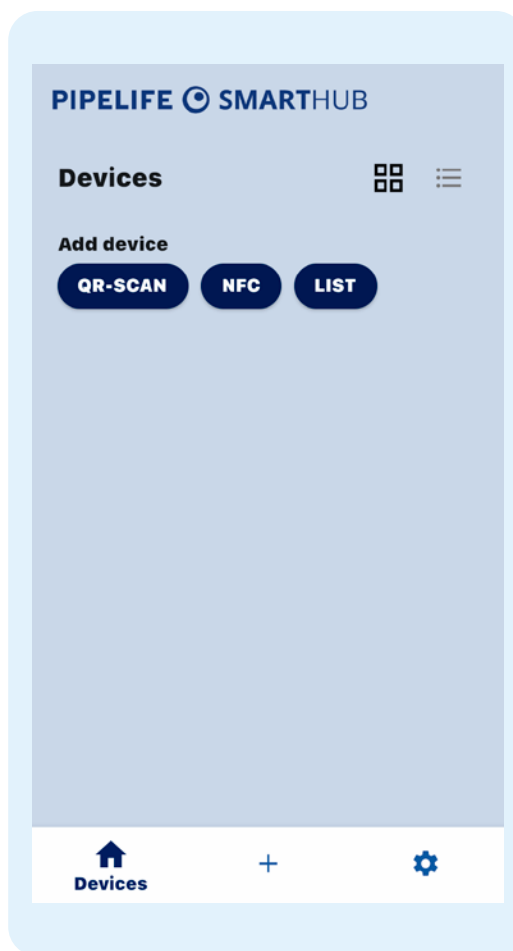 PIPELIFE SMARTHUB
Devices
Add device
QR-SCAN NFC LIST
Devices